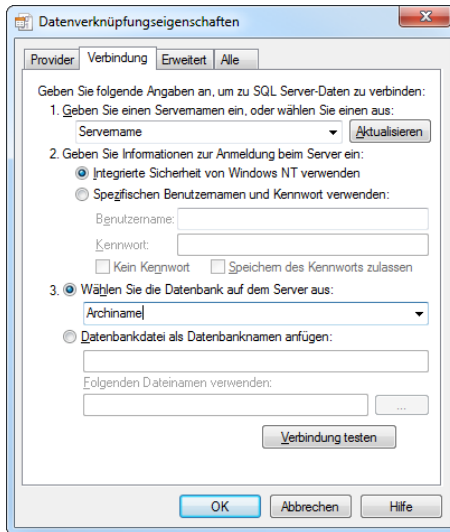 Datenverknüpfungseigenschaften
Provider Verbindung Erweitert Alle
Geben Sie folgende Angaben an, um zu SQL Server-Daten zu verbinden:
1. Geben Sie einen Servernamen ein, oder wählen Sie einen aus:
Servername Aktualisieren
2. Geben Sie Informationen zur Anmeldung beim Server ein:
Integrierte Sicherheit von Windows NT verwenden
Spezifischen Benutzernamen und Kennwort verwenden:
Benutzername:
Kennwort:
Kein Kennwort Speichern des Kennworts zulassen
3. Wählen Sie die Datenbank auf dem Server aus:
Archiname
Datenbankdatei als Datenbanknamen anfügen:
Folgenden Dateinamen verwenden:
...
Verbindung testen
OK Abbrechen Hilfe